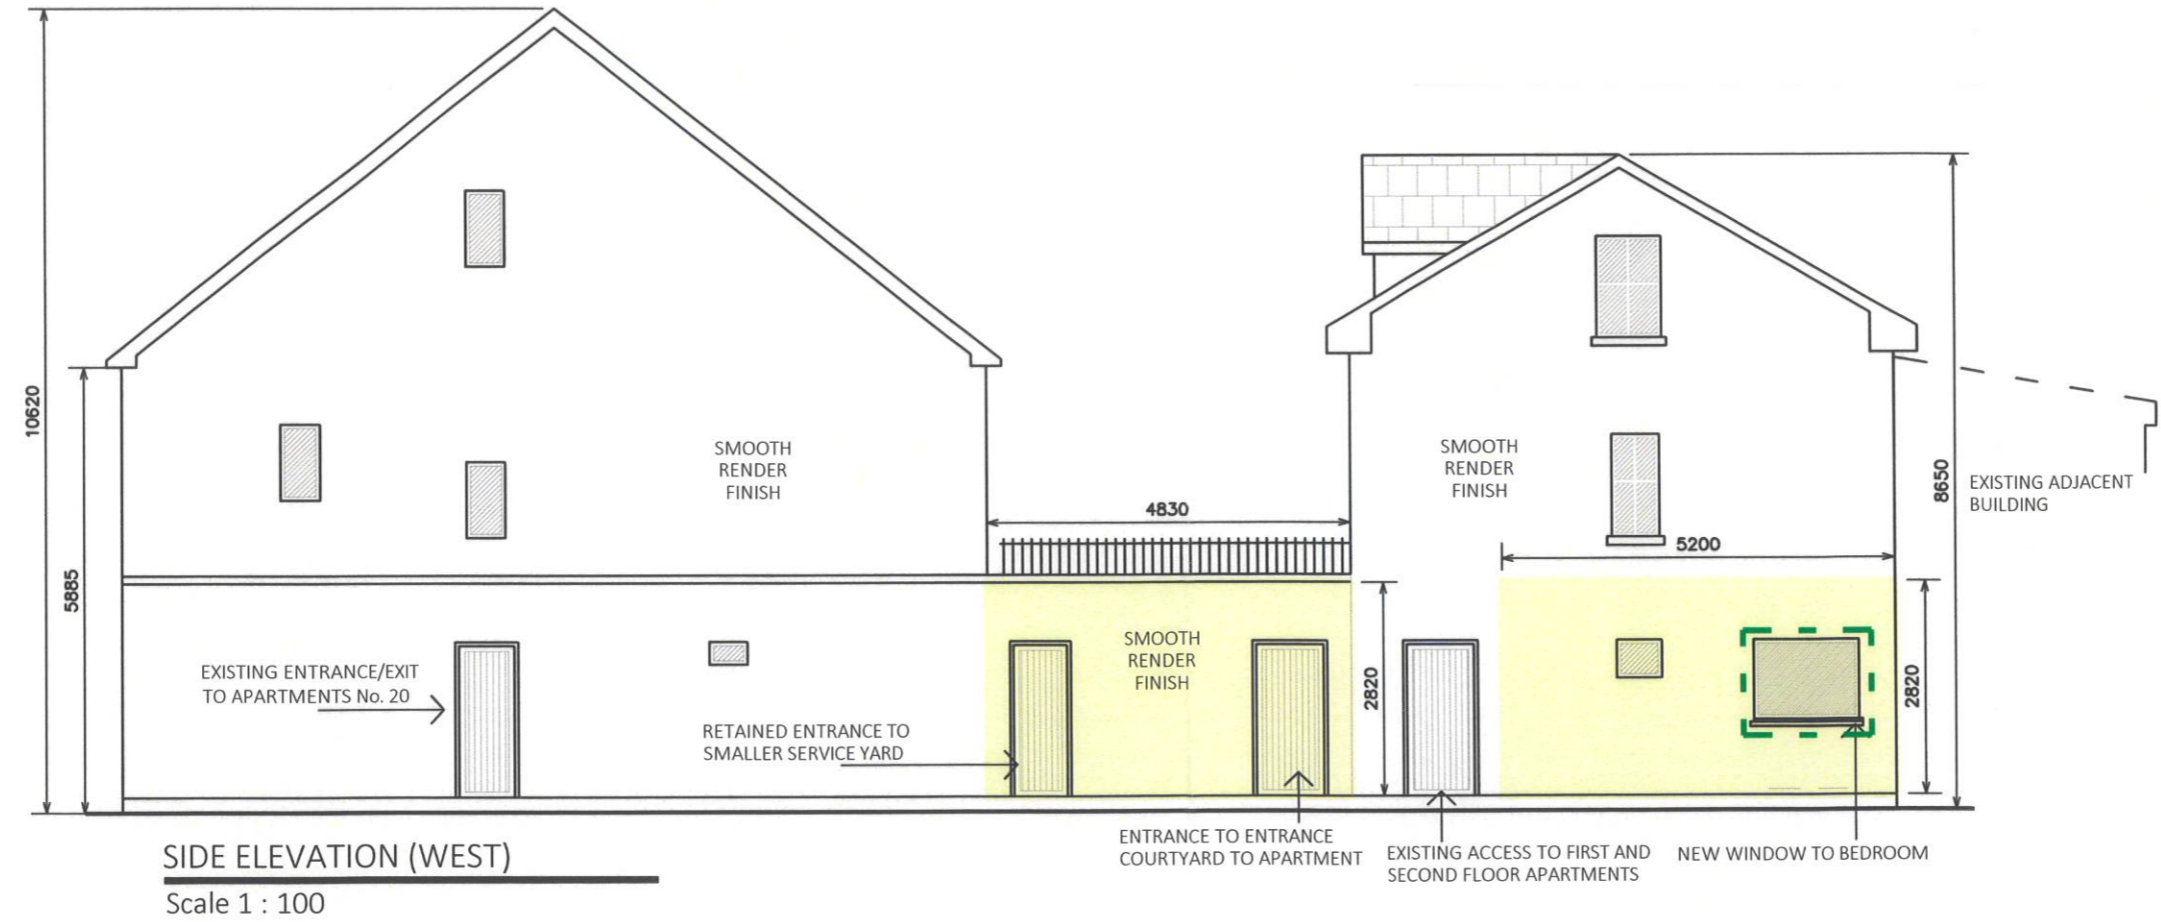 10620
5885
SMOOTH
RENDER
FINISH
4830
SMOOTH
RENDER
FINISH
5200
8650
EXISTING ADJACENT
BUILDING
EXISTING ENTRANCE/EXIT
TO APARTMENTS No. 20
RETAINED ENTRANCE TO
SMALLER SERVICE YARD
SMOOTH
RENDER
FINISH
2820
2820
ENTRANCE TO ENTRANCE
COURTYARD TO APARTMENT
EXISTING ACCESS TO FIRST AND
SECOND FLOOR APARTMENTS
NEW WINDOW TO BEDROOM
SIDE ELEVATION (WEST)
Scale 1 : 100